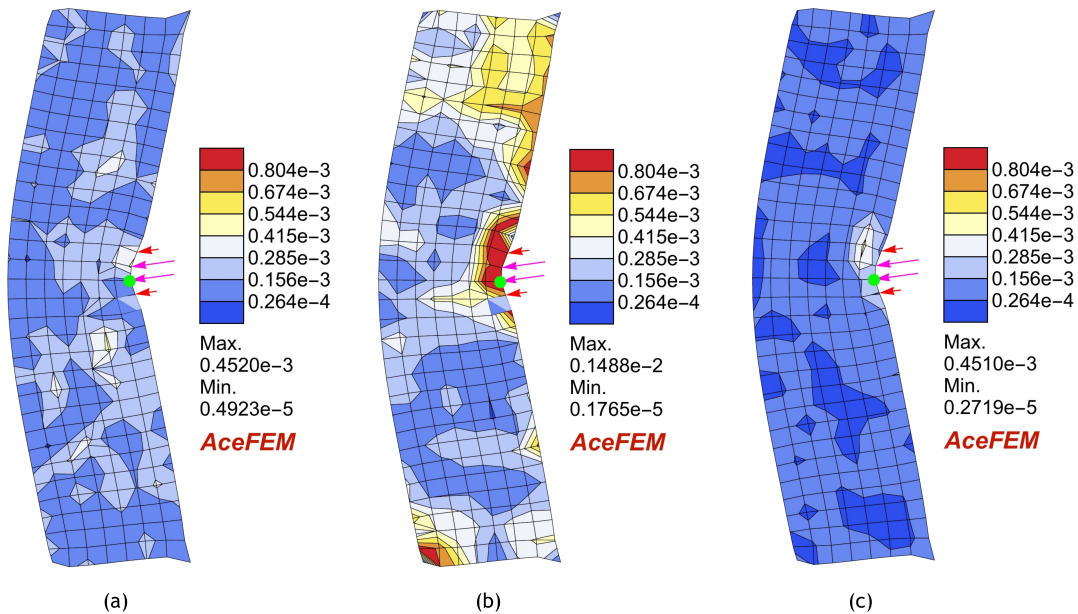 0.804e-3
0.674e-3
0.544e-3
0.415e-3
0.285e-3
0.156e-3
0.264e-4
Max.
0.4520e-3
Min.
0.4923e-5
AceFEM
(a)
0.804e-3
0.674e-3
0.544e-3
0.415e-3
0.285e-3
0.156e-3
0.264e-4
Max.
0.1488e-2
Min.
0.1765e-5
AceFEM
(b)
0.804e-3
0.674e-3
0.544e-3
0.415e-3
0.285e-3
0.156e-3
0.264e-4
Max.
0.4510e-3
Min.
0.2719e-5
AceFEM
(c)